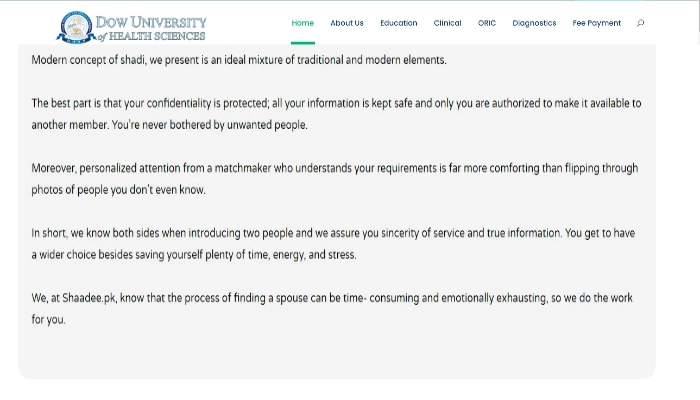 DOW UNIVERSITY
of HEALTH SCIENCES
Home About Us Education Clinical ORIC Diagnostics Fee Payment
Modern concept of shadi, we present is an ideal mixture of traditional and modern elements.
The best part is that your confidentiality is protected; all your information is kept safe and only you are authorized to make it available to
another member. You're never bothered by unwanted people.
Moreover, personalized attention from a matchmaker who understands your requirements is far more comforting than flipping through
photos of people you don't even know.
In short, we know both sides when introducing two people and we assure you sincerity of service and true information. You get to have
a wider choice besides saving yourself plenty of time, energy, and stress.
We, at Shaadee.pk, know that the process of finding a spouse can be time- consuming and emotionally exhausting, so we do the work
for you.